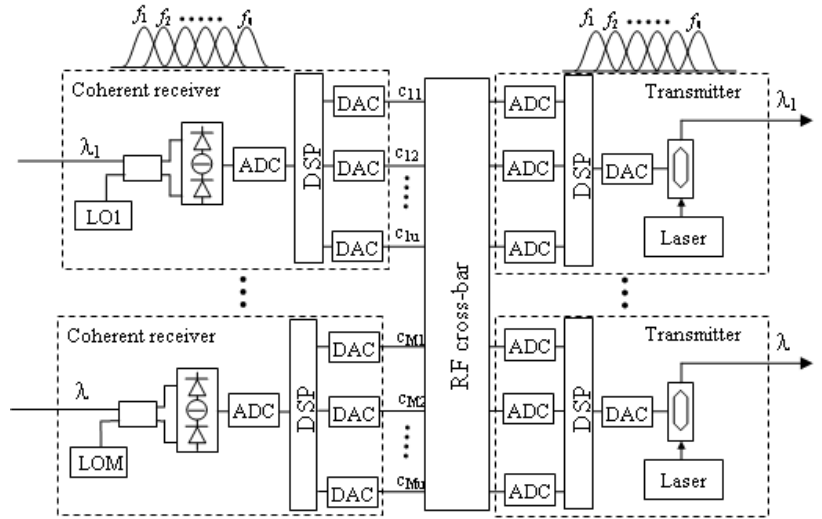 f1 f2 ..... fu
f1 f2 ..... fu
Coherent receiver
Transmitter
λ1
LO1
ADC
DSP
DAC
DAC
DAC
c11
c12
c1u
RF cross-bar
ADC
ADC
ADC
DSP
DAC
Laser
λ1
Coherent receiver
Transmitter
λ
LOM
ADC
DSP
DAC
DAC
DAC
cM1
cM2
cMu
ADC
ADC
ADC
DSP
DAC
Laser
λ